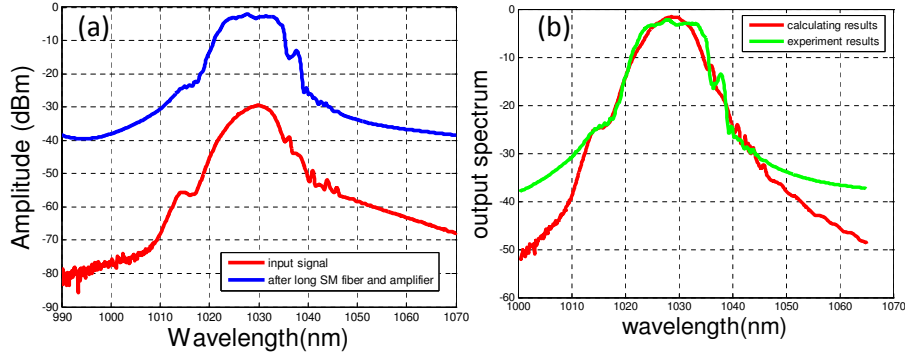 (a)
Amplitude (dBm)
10
0
-10
-20
-30
-40
-50
-60
-70
-80
-90
input signal
after long SM fiber and amplifier
990 1000 1010 1020 1030 1040 1050 1060 1070
Wavelength(nm)
(b)
output spectrum
0
-10
-20
-30
-40
-50
-60
calculating results
experiment results
1000 1010 1020 1030 1040 1050 1060 1070
wavelength(nm)